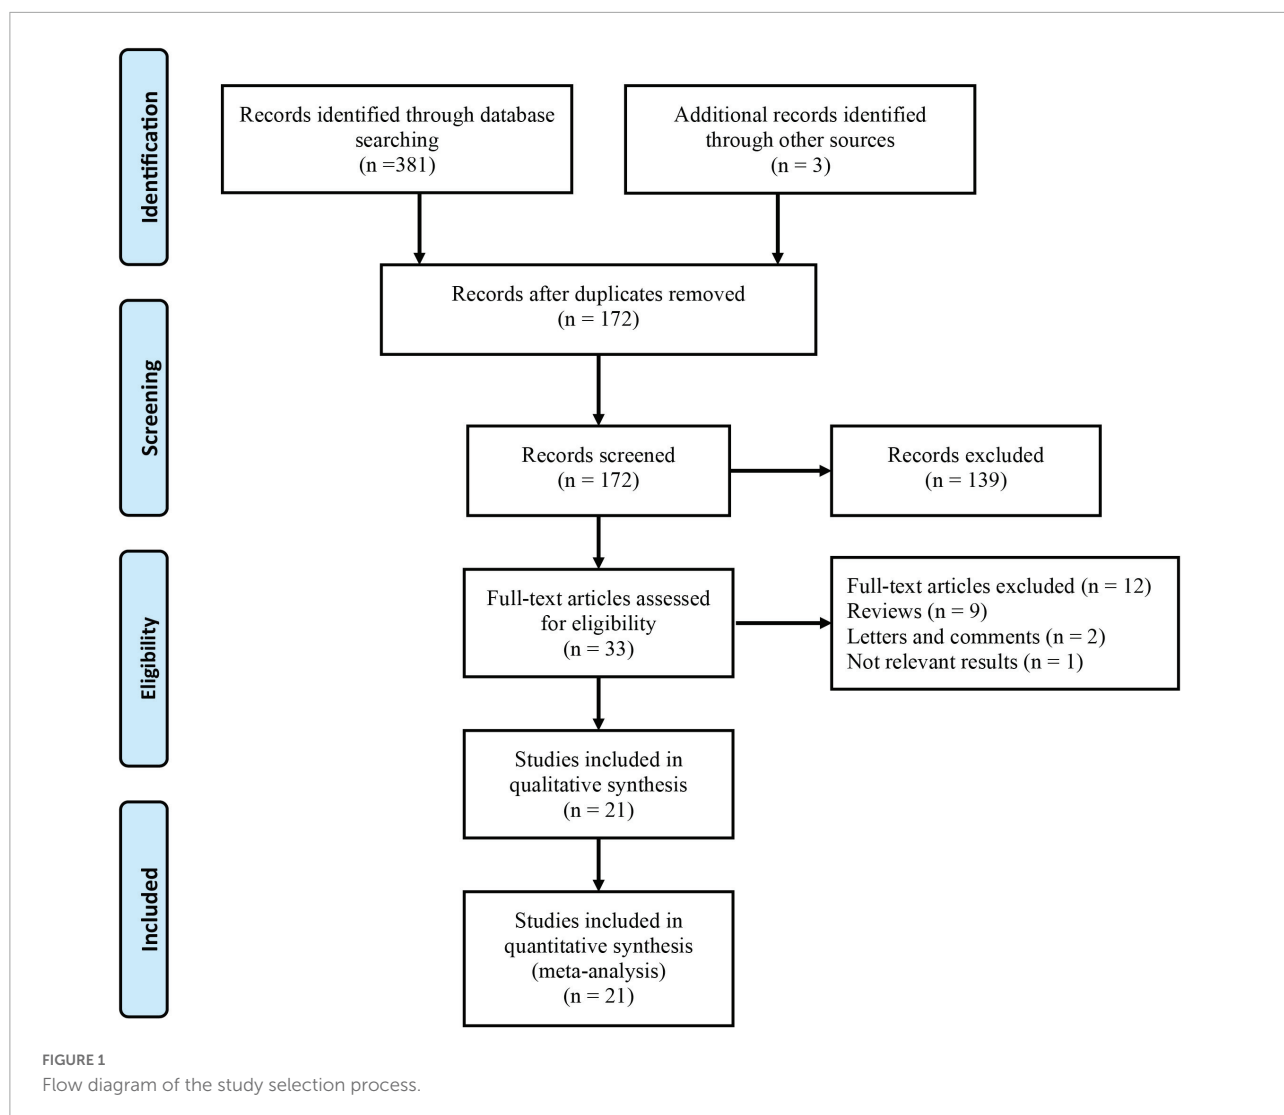 Identification
Records identified through database
searching
(n =381)
Additional records identified
through other sources
(n = 3)
Records after duplicates removed
(n = 172)
Screening
Records screened
(n = 172)
Records excluded
(n = 139)
Eligibility
Full-text articles assessed
for eligibility
(n = 33)
Full-text articles excluded (n = 12)
Reviews (n = 9)
Letters and comments (n = 2)
Not relevant results (n = 1)
Studies included in
qualitative synthesis
(n = 21)
Included
Studies included in
quantitative synthesis
(meta-analysis)
(n = 21)
FIGURE 1
Flow diagram of the study selection process.